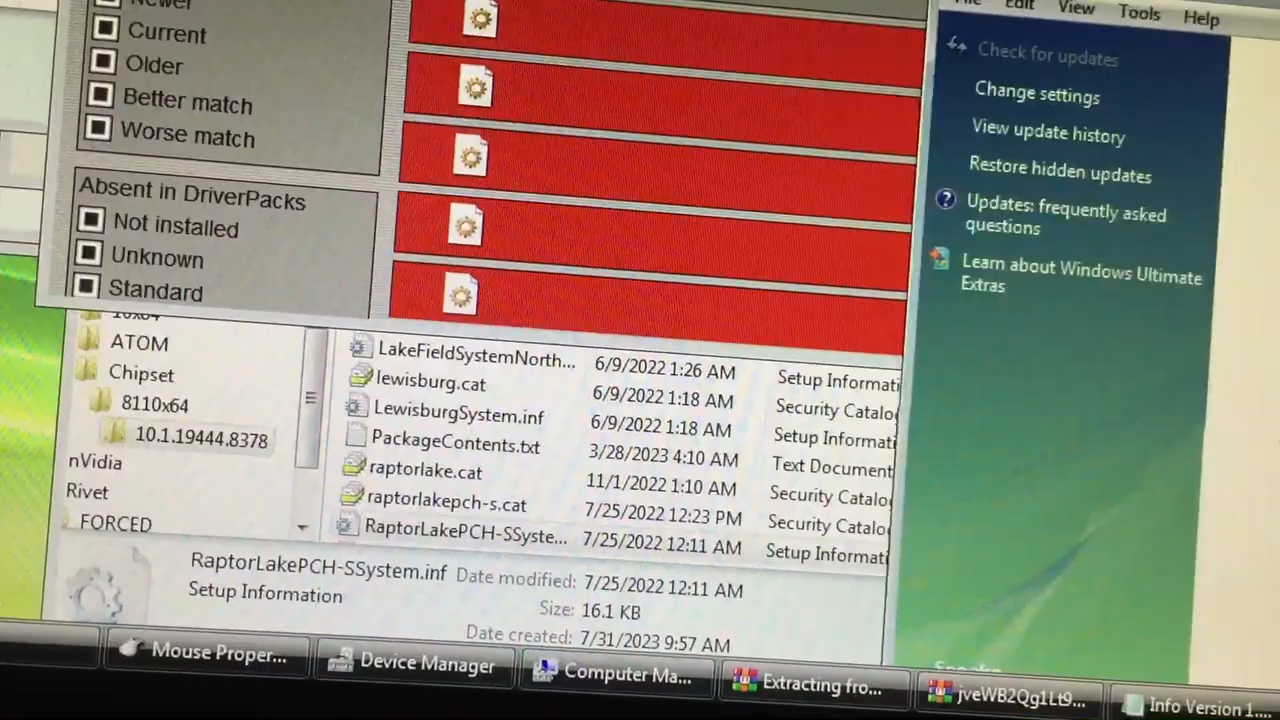 Newer
Current
Older
Better match
Worse match
Absent in DriverPacks
Not installed
Unknown
Standard
File Edit View Tools Help
Check for updates
Change settings
View update history
Restore hidden updates
Updates: frequently asked
questions
Learn about Windows Ultimate
Extras
ATOM
Chipset
8110x64
10.1.19444.8378
nVidia
Rivet
FORCED
LakeFieldSystemNorth... 6/9/2022 1:26 AM Setup Informati
lewisburg.cat 6/9/2022 1:18 AM Security Catalo
LewisburgSystem.inf 6/9/2022 1:18 AM Setup Informati
PackageContents.txt 3/28/2023 4:10 AM Text Document
raptorlake.cat 11/1/2022 1:10 AM Security Catalo
raptorlakepch-s.cat 7/25/2022 12:23 PM Security Catalo
RaptorLakePCH-SSyste... 7/25/2022 12:11 AM Setup Informati
RaptorLakePCH-SSystem.inf Date modified: 7/25/2022 12:11 AM
Setup Information Size: 16.1 KB
Date created: 7/31/2023 9:57 AM
Mouse Proper... Device Manager Computer Ma... Extracting fro... jveWB2Qg1Lt9... Info Version 1....